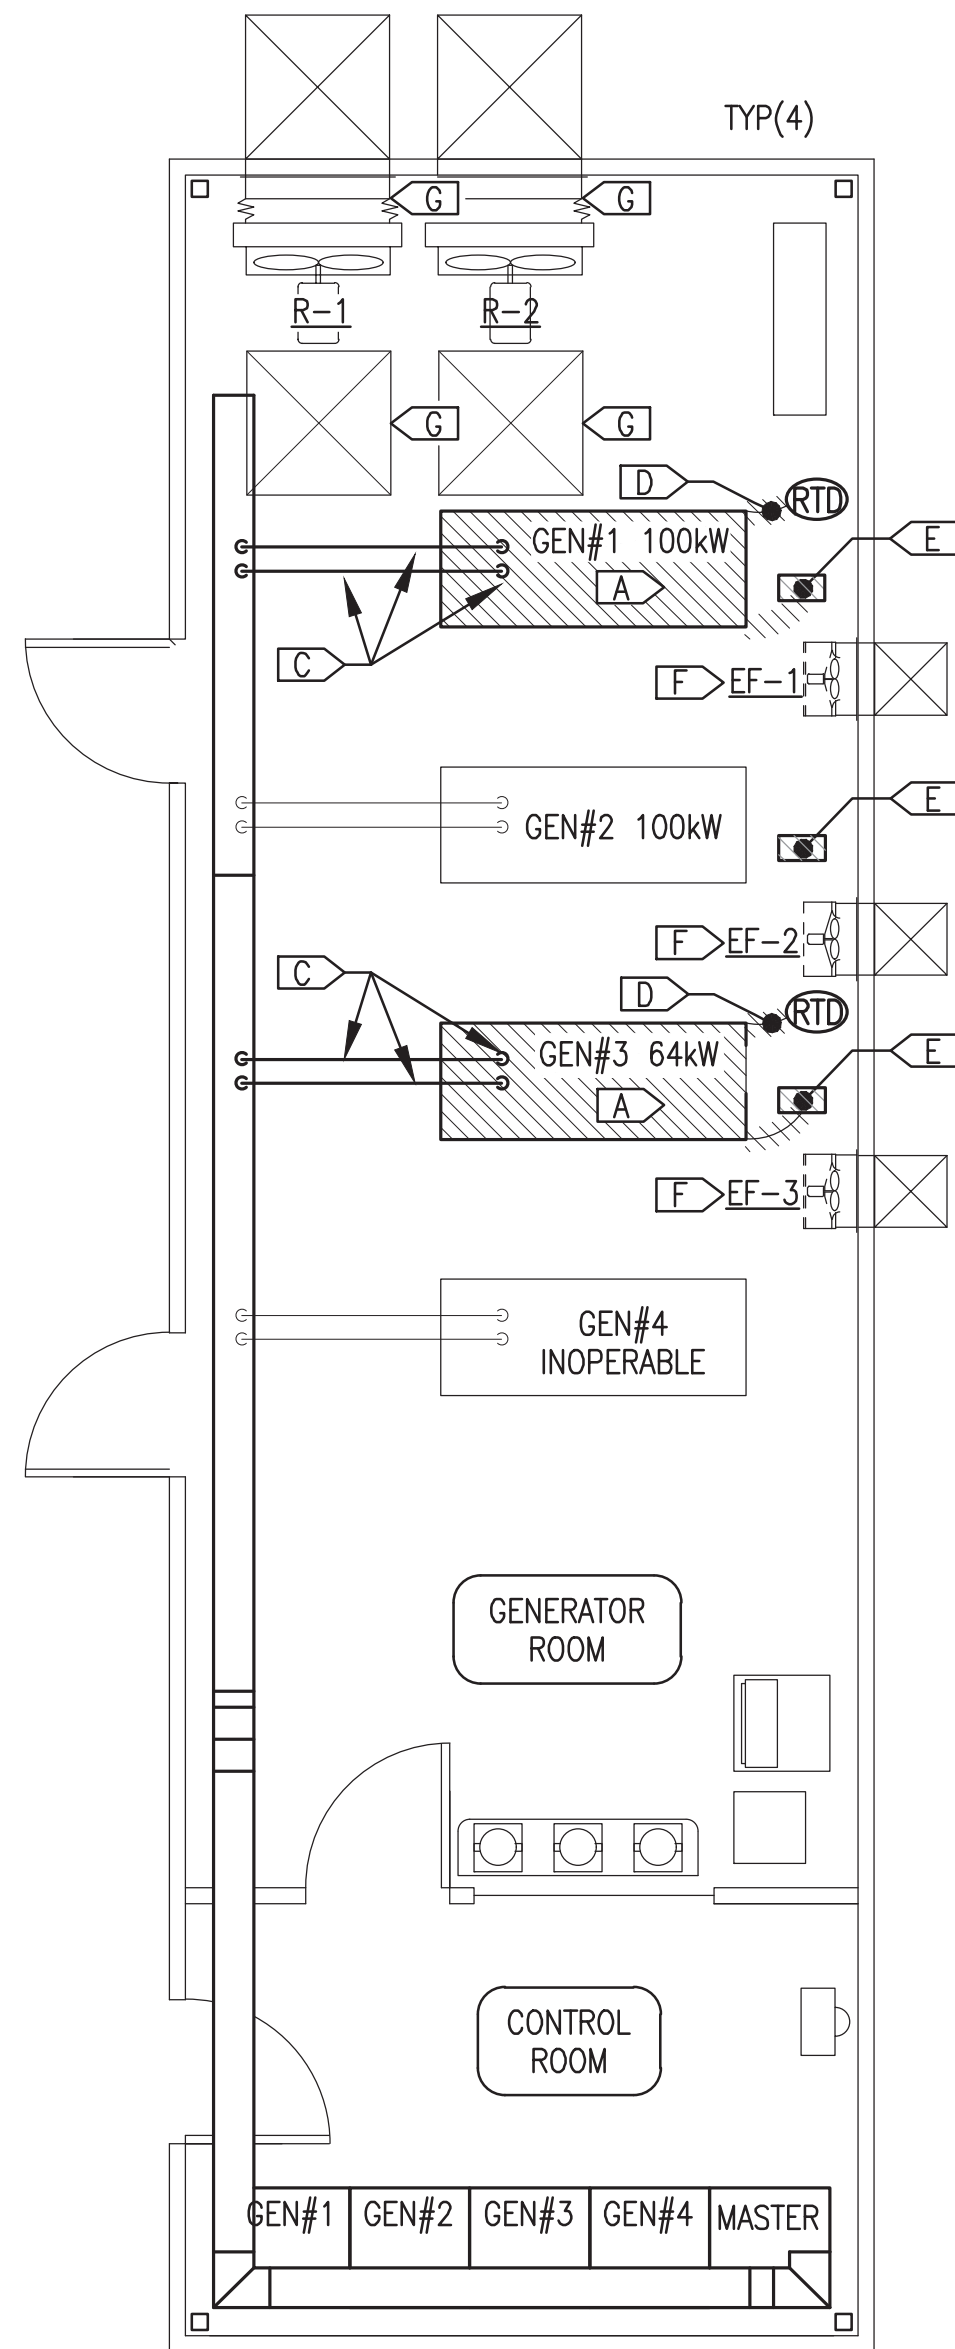 TYP(4)
G
G
R-1
R-2
G
G
D
RTD
GEN#1 100kW
E
A
C
F
EF-1
GEN#2 100kW
E
F
EF-2
C
D
RTD
GEN#3 64kW
E
A
F
EF-3
GEN#4
INOPERABLE
GENERATOR
ROOM
CONTROL
ROOM
GEN#1
GEN#2
GEN#3
GEN#4
MASTER